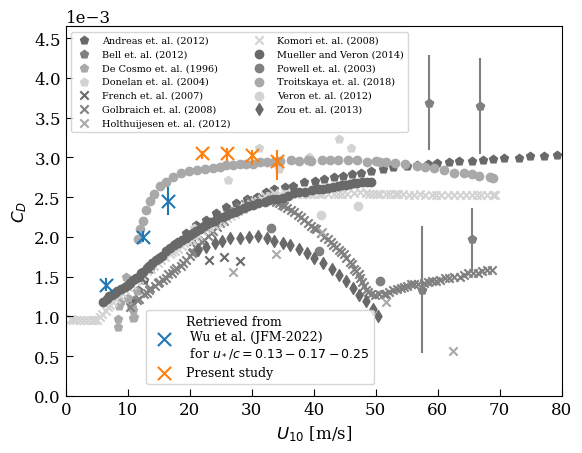 1e−3
4.5
4.0
3.5
3.0
2.5
2.0
1.5
1.0
0.5
0.0
C_D
Andreas et. al. (2012)
Bell et. al. (2012)
De Cosmo et. al. (1996)
Donelan et. al. (2004)
French et. al. (2007)
Golbraich et. al. (2008)
Holthuijesen et. al. (2012)
Komori et. al. (2008)
Mueller and Veron (2014)
Powell et. al. (2003)
Troitskaya et. al. (2018)
Veron et. al. (2012)
Zou et. al. (2013)
Retrieved from
Wu et al. (JFM-2022)
for u_*/c = 0.13 − 0.17 − 0.25
Present study
0 10 20 30 40 50 60 70 80
U_10 [m/s]